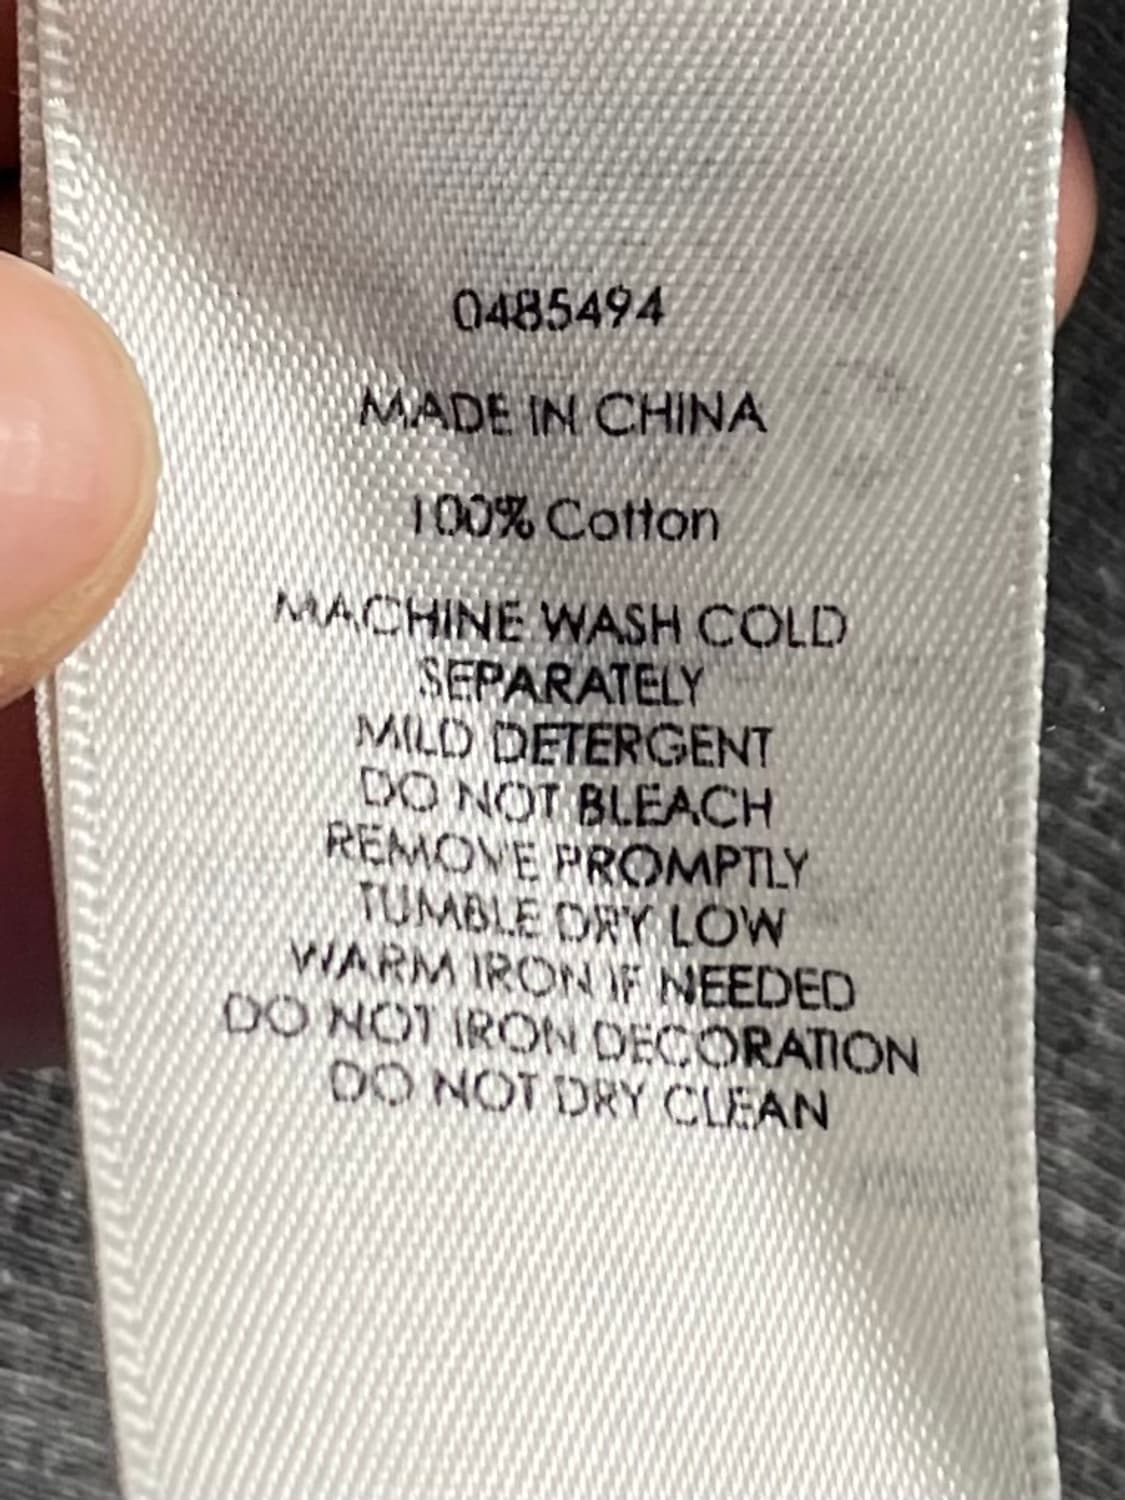 0485494
MADE IN CHINA
100% Cotton
MACHINE WASH COLD
SEPARATELY
MILD DETERGENT
DO NOT BLEACH
REMOVE PROMPTLY
TUMBLE DRY LOW
WARM IRON IF NEEDED
DO NOT IRON DECORATION
DO NOT DRY CLEAN